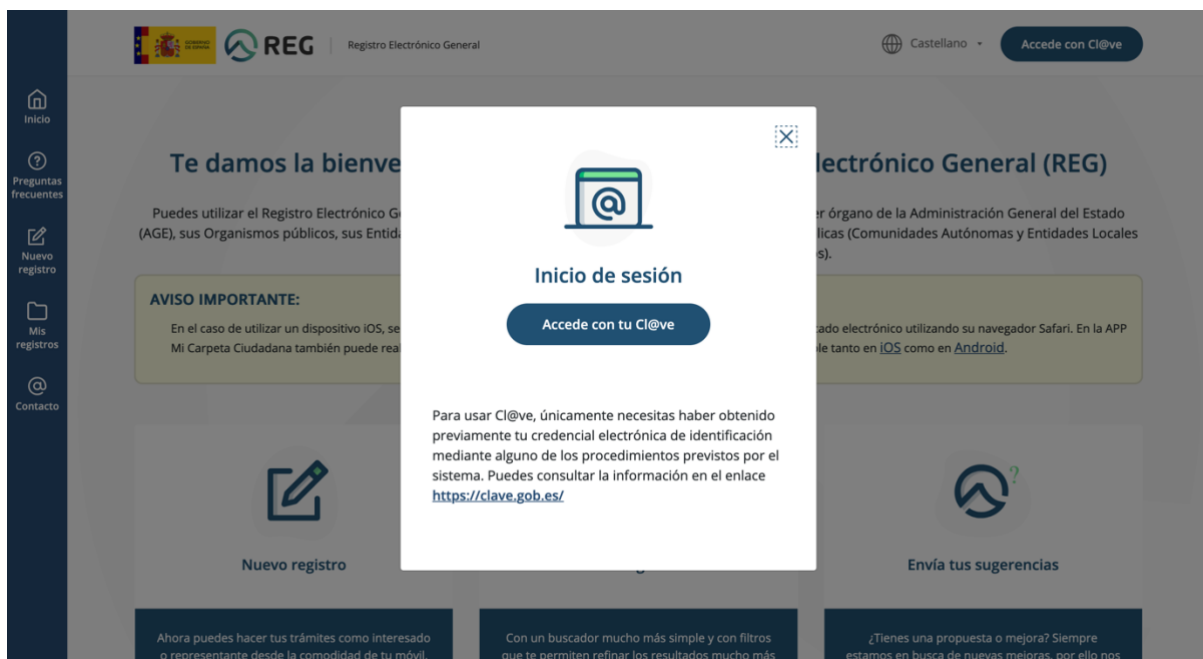 GOBIERNO
DE ESPAÑA
REG
Registro Electrónico General
Castellano
Accede con Cl@ve
Inicio
Preguntas
frecuentes
Nuevo
registro
Mis
registros
Contacto
Te damos la bienve
lectrónico General (REG)
Puedes utilizar el Registro Electrónico G
er órgano de la Administración General del Estado
(AGE), sus Organismos públicos, sus Entida
licas (Comunidades Autónomas y Entidades Locales
s).
AVISO IMPORTANTE:
En el caso de utilizar un dispositivo iOS, se
cado electrónico utilizando su navegador Safari. En la APP
Mi Carpeta Ciudadana también puede rea
le tanto en iOS como en Android.
Inicio de sesión
Accede con tu Cl@ve
Para usar Cl@ve, únicamente necesitas haber obtenido
previamente tu credencial electrónica de identificación
mediante alguno de los procedimientos previstos por el
sistema. Puedes consultar la información en el enlace
https://clave.gob.es/
Nuevo registro
Envía tus sugerencias
Ahora puedes hacer tus trámites como interesado
o representante desde la comodidad de tu móvil,
Con un buscador mucho más simple y con filtros
que te permiten refinar los resultados mucho más
¿Tienes una propuesta o mejora? Siempre
estamos en busca de nuevas mejoras, por ello nos